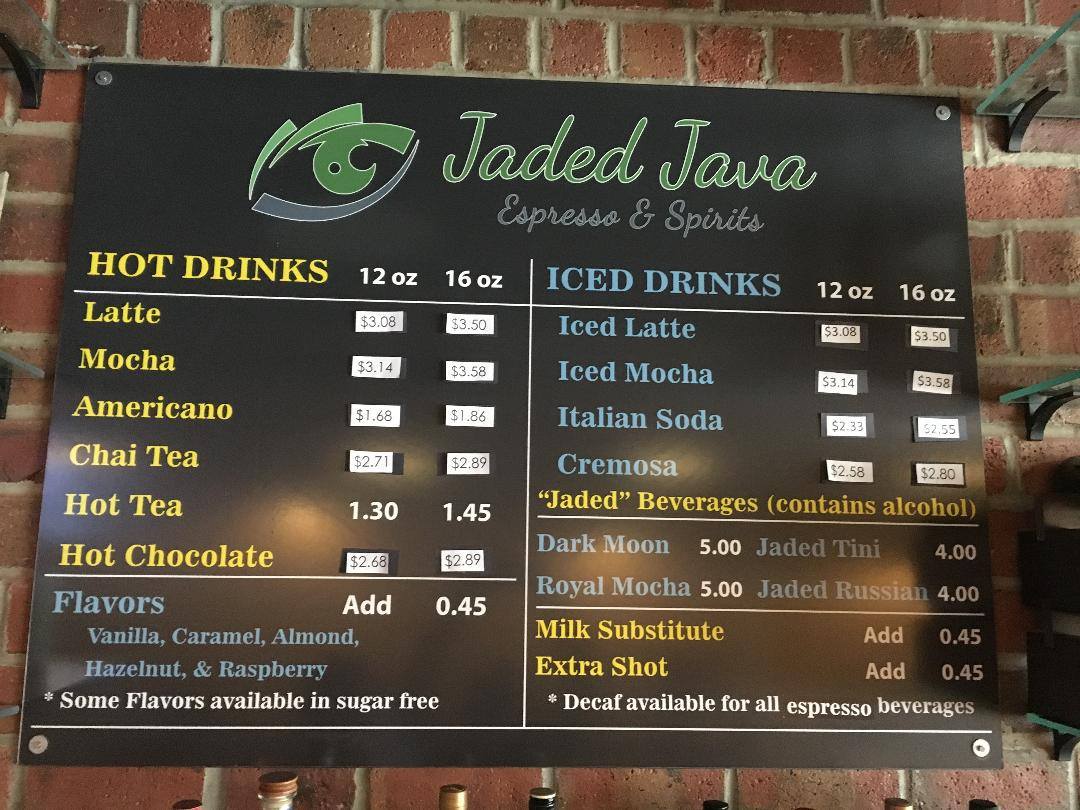 Jaded Java
Espresso & Spirits
HOT DRINKS 12 oz 16 oz
Latte $3.08 $3.50
Mocha $3.14 $3.58
Americano $1.68 $1.86
Chai Tea $2.71 $2.89
Hot Tea 1.30 1.45
Hot Chocolate $2.68 $2.89
Flavors Add 0.45
Vanilla, Caramel, Almond,
Hazelnut, & Raspberry
* Some Flavors available in sugar free
ICED DRINKS 12 oz 16 oz
Iced Latte $3.08 $3.50
Iced Mocha $3.14 $3.58
Italian Soda $2.33 $2.55
Cremosa $2.58 $2.80
"Jaded" Beverages (contains alcohol)
Dark Moon 5.00 Jaded Tini 4.00
Royal Mocha 5.00 Jaded Russian 4.00
Milk Substitute Add 0.45
Extra Shot Add 0.45
* Decaf available for all espresso beverages